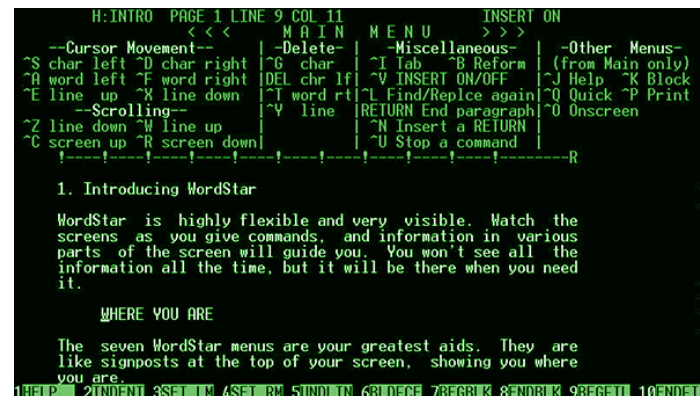 H:INTRO PAGE 1 LINE 9 COL 11 INSERT ON
< < < M A I N M E N U > > >
--Cursor Movement-- | -Delete- | -Miscellaneous- | -Other Menus-
^S char left ^D char right |^G char | ^I Tab ^B Reform | (from Main only)
^A word left ^F word right |DEL chr lf| ^V INSERT ON/OFF |^J Help ^K Block
^E line up ^X line down |^T word rt|^L Find/Replce again|^Q Quick ^P Print
--Scrolling-- |^Y line |RETURN End paragraph|^O Onscreen
^Z line down ^W line up | | ^N Insert a RETURN |
^C screen up ^R screen down| | ^U Stop a command |
!----!----!----!----!----!----!----!----!----!--------R
1. Introducing WordStar
WordStar is highly flexible and very visible. Watch the
screens as you give commands, and information in various
parts of the screen will guide you. You won't see all the
information all the time, but it will be there when you need
it.
WHERE YOU ARE
The seven WordStar menus are your greatest aids. They are
like signposts at the top of your screen, showing you where
you are.
1HELP 2INDENT 3SET LM 4SET RM 5UNDLIN 6BLDFCE 7BEGBLK 8ENDBLK 9BEGFIL 10ENDFI